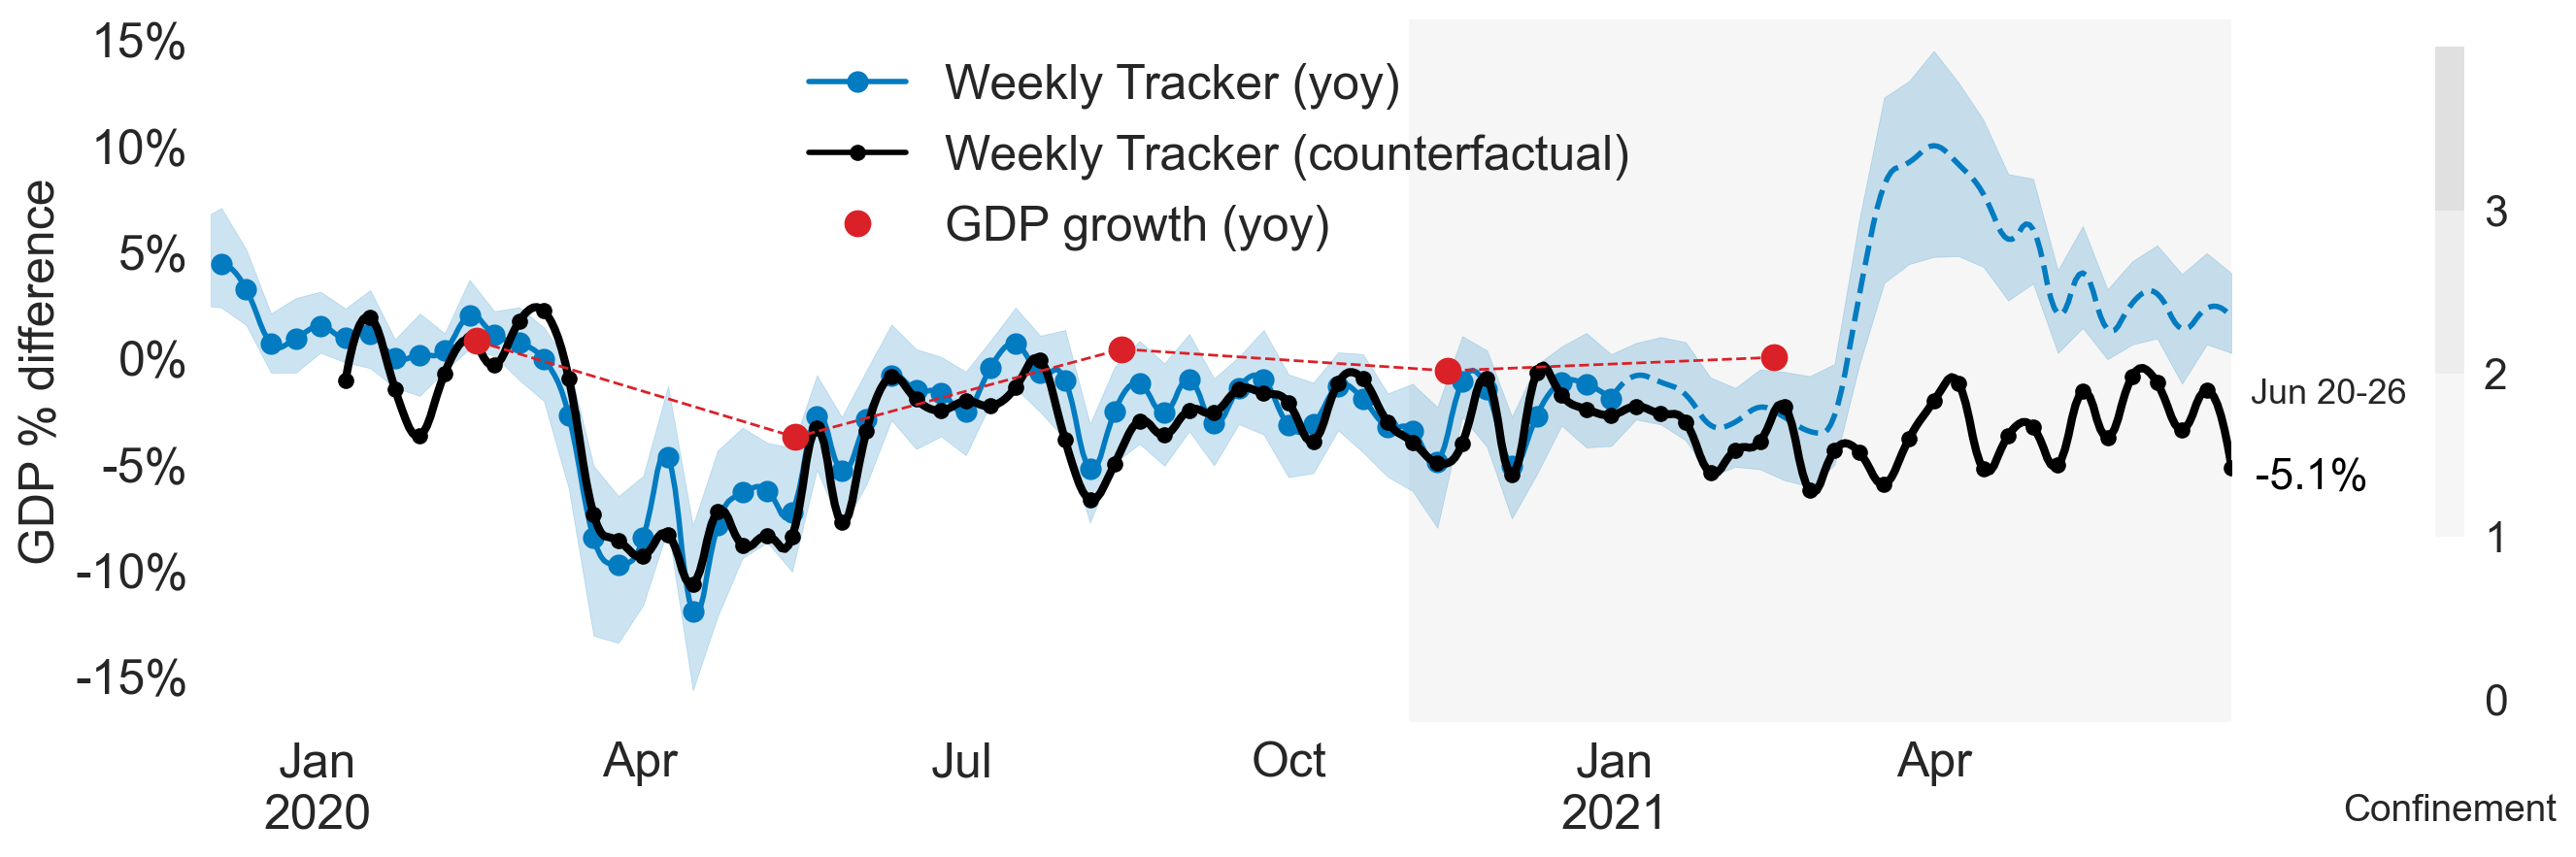 15%
10%
5%
0%
-5%
-10%
-15%
GDP % difference
Weekly Tracker (yoy)
Weekly Tracker (counterfactual)
GDP growth (yoy)
Jan
2020
Apr
Jul
Oct
Jan
2021
Apr
Jun 20-26
-5.1%
3
2
1
0
Confinement